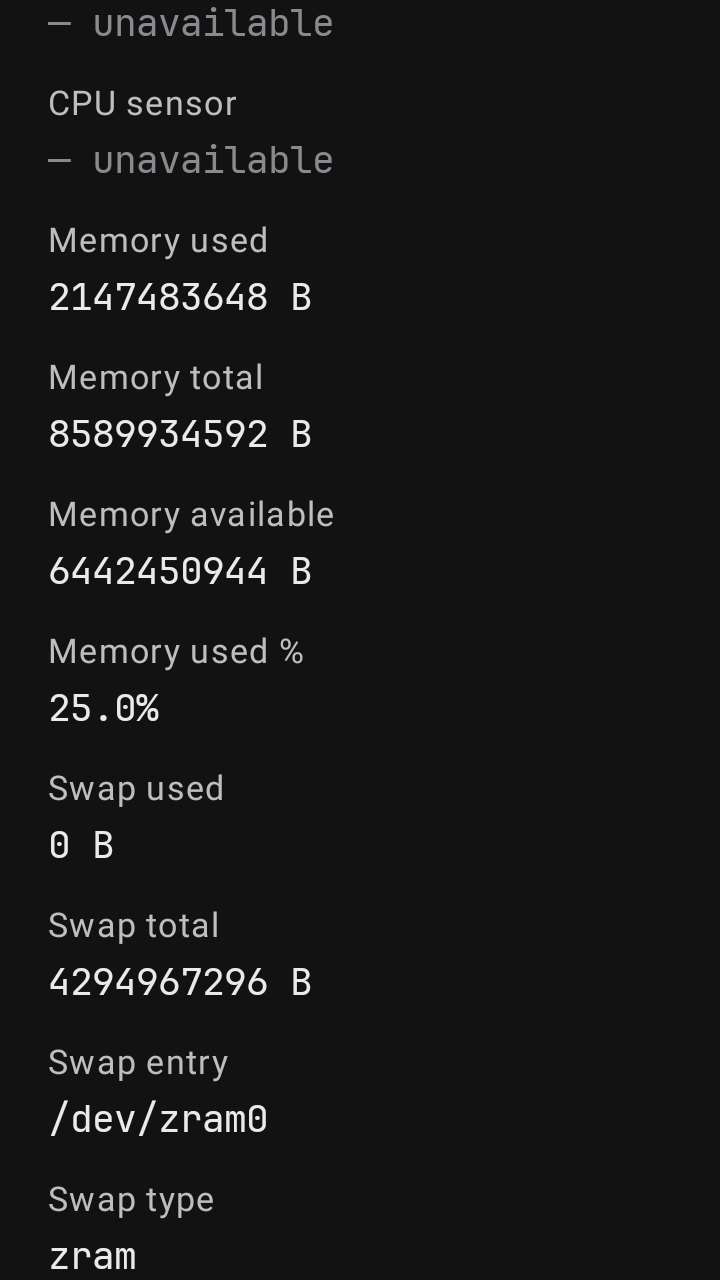 — unavailable
CPU sensor
— unavailable
Memory used
2147483648 B
Memory total
8589934592 B
Memory available
6442450944 B
Memory used %
25.0%
Swap used
0 B
Swap total
4294967296 B
Swap entry
/dev/zram0
Swap type
zram